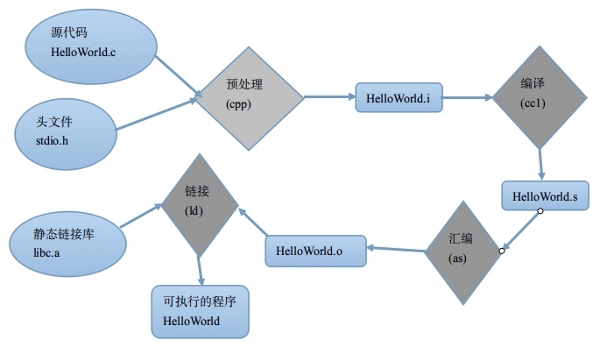 源代码
HelloWorld.c
头文件
stdio.h
预处理
(cpp)
HelloWorld.i
编译
(cc1)
HelloWorld.s
汇编
(as)
HelloWorld.o
链接
(ld)
静态链接库
libc.a
可执行的程序
HelloWorld